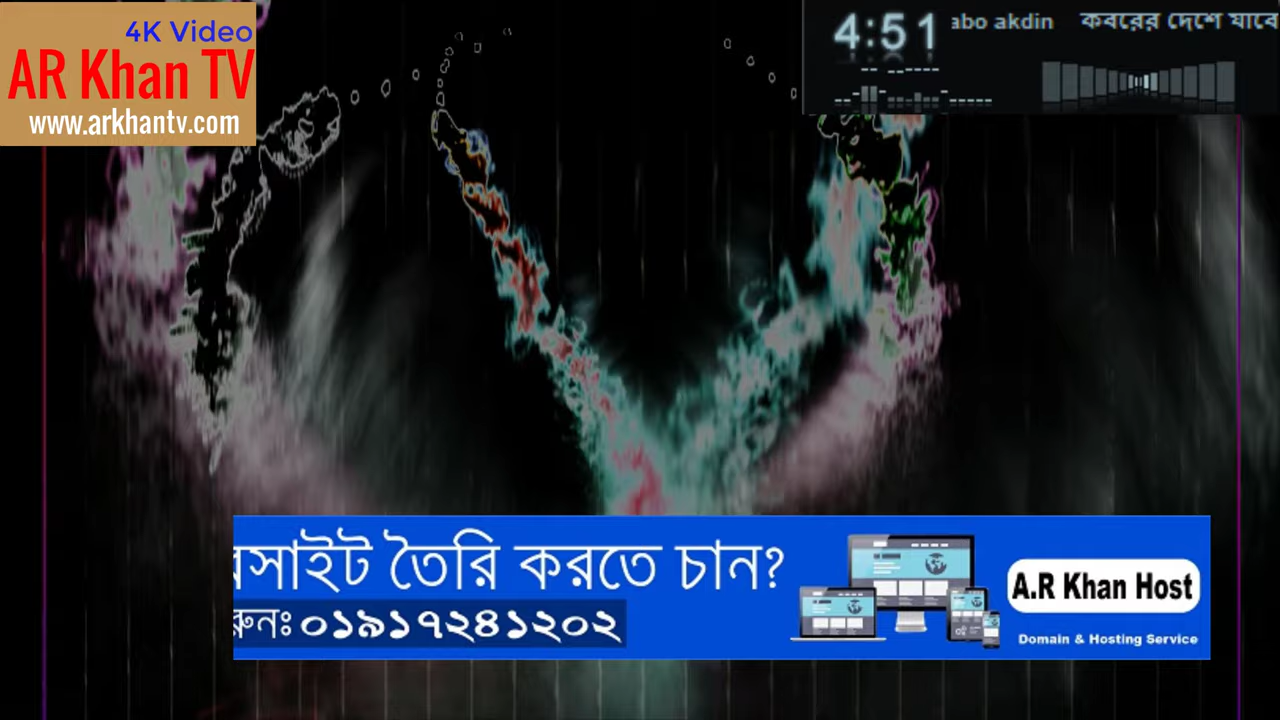 4K Video
AR Khan TV
www.arkhantv.com
4:51
abo akdin কবরের দেশে যাবে
সাইট তৈরি করতে চান?
রুনঃ ০১৯১৭২৪১২০২
A.R Khan Host
Domain & Hosting Service